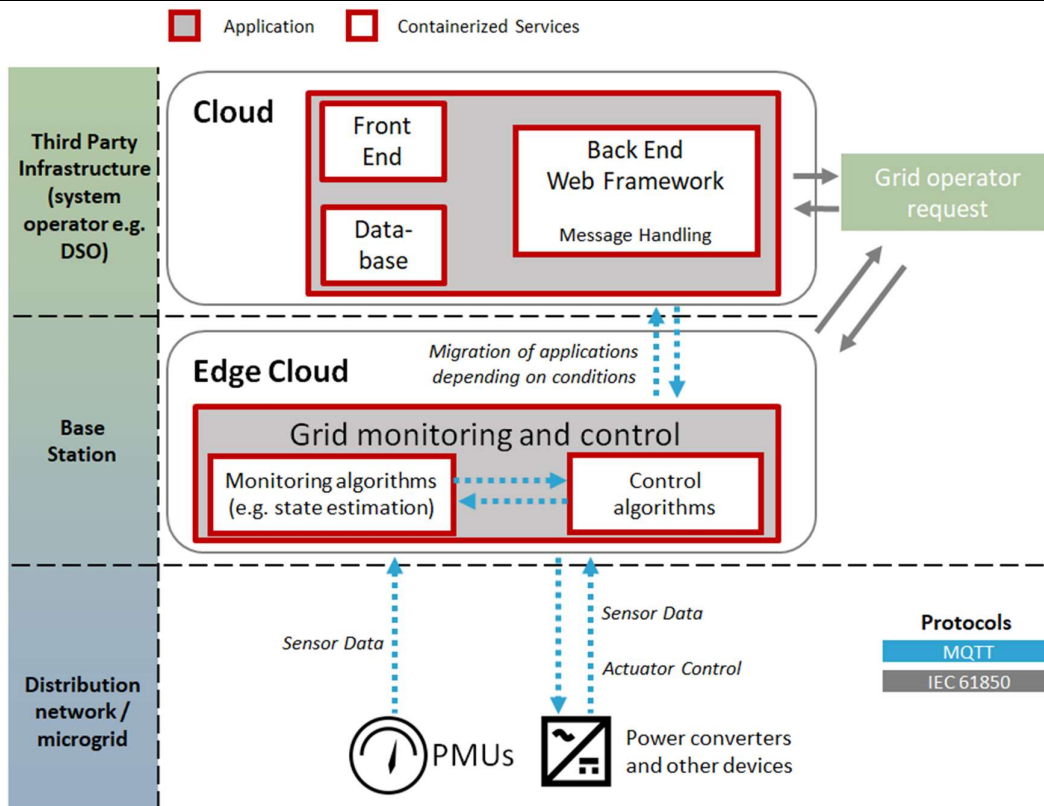 Application
Containerized Services
Third Party
Infrastructure
(system
operator e.g.
DSO)
Cloud
Front
End
Data-
base
Back End
Web Framework
Message Handling
Grid operator
request
Migration of applications
depending on conditions
Base
Station
Edge Cloud
Grid monitoring and control
Monitoring algorithms
(e.g. state estimation)
Control
algorithms
Distribution
network /
microgrid
Sensor Data
Sensor Data
Actuator Control
PMUs
Power converters
and other devices
Protocols
MQTT
IEC 61850